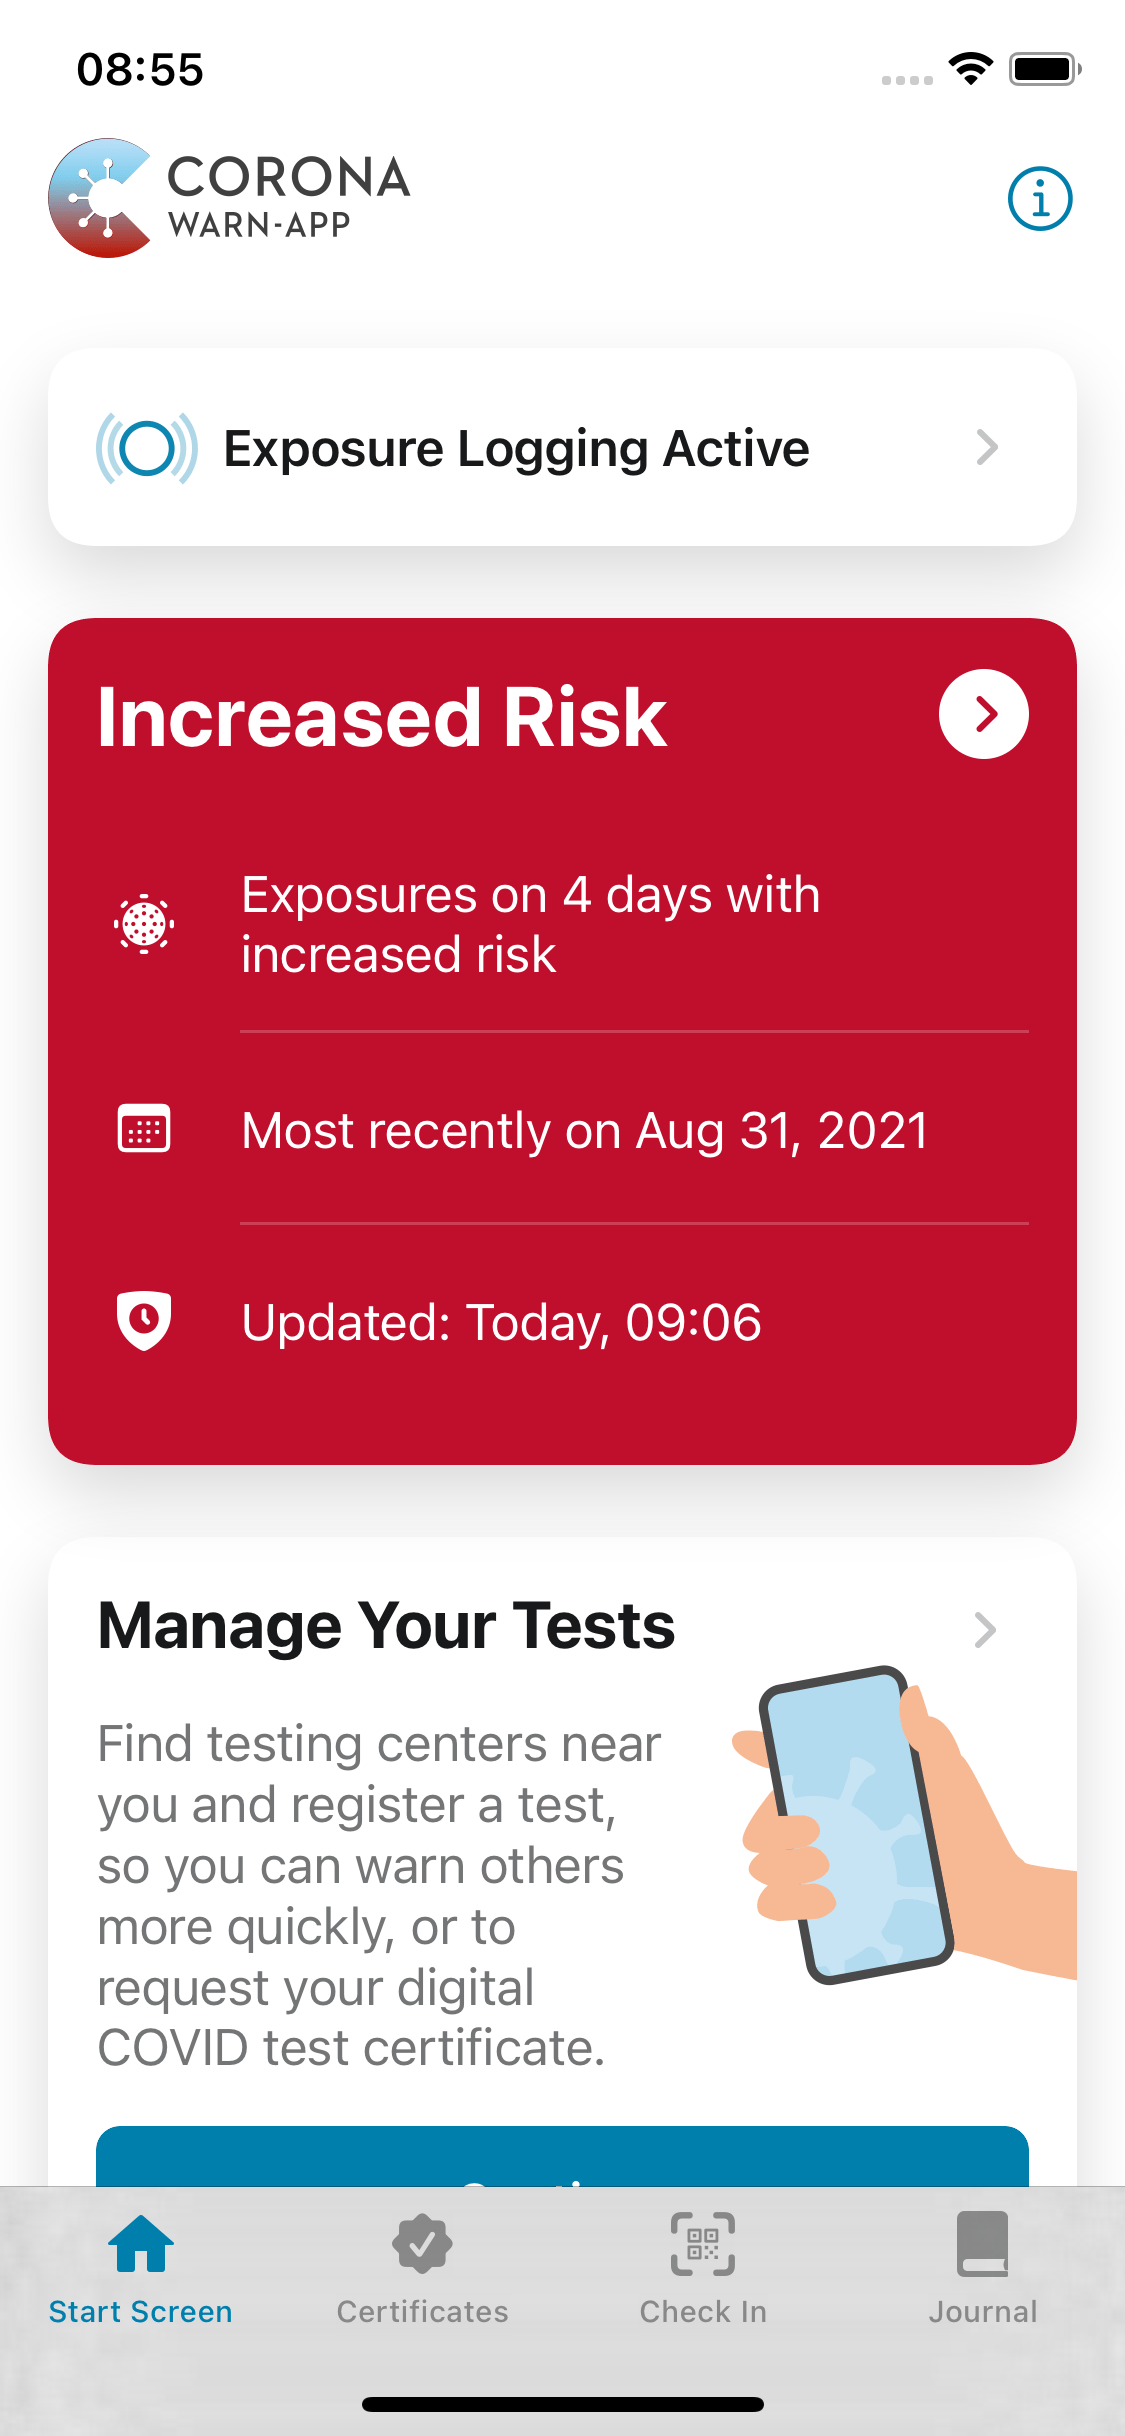 08:55
CORONA
WARN-APP
Exposure Logging Active
Increased Risk
Exposures on 4 days with
increased risk
Most recently on Aug 31, 2021
Updated: Today, 09:06
Manage Your Tests
Find testing centers near
you and register a test,
so you can warn others
more quickly, or to
request your digital
COVID test certificate.
Start Screen
Certificates
Check In
Journal